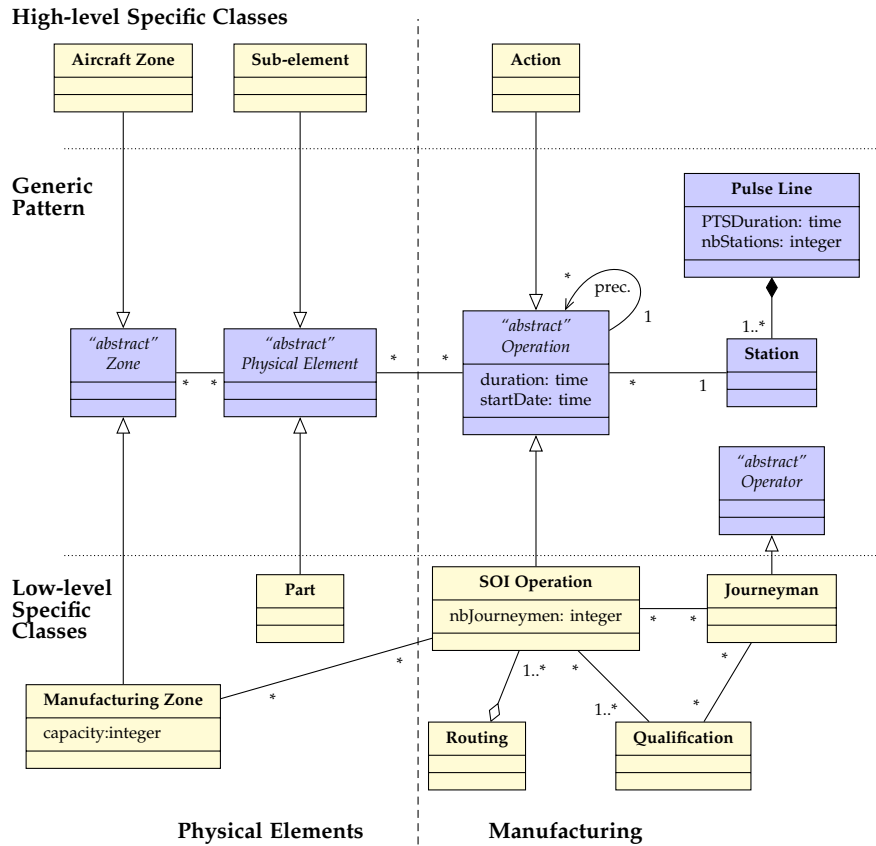 High-level Specific Classes
Aircraft Zone
Sub-element
Action
Generic
Pattern
Pulse Line
PTSDuration: time
nbStations: integer
*
prec.
1
1..*
“abstract”
Zone
“abstract”
Physical Element
“abstract”
Operation
duration: time
startDate: time
Station
*
*
*
*
*
1
“abstract”
Operator
Low-level
Specific
Classes
Part
SOI Operation
nbJourneymen: integer
Journeyman
*
*
*
*
1..*
*
*
Manufacturing Zone
capacity:integer
1..*
*
Routing
Qualification
Physical Elements
Manufacturing